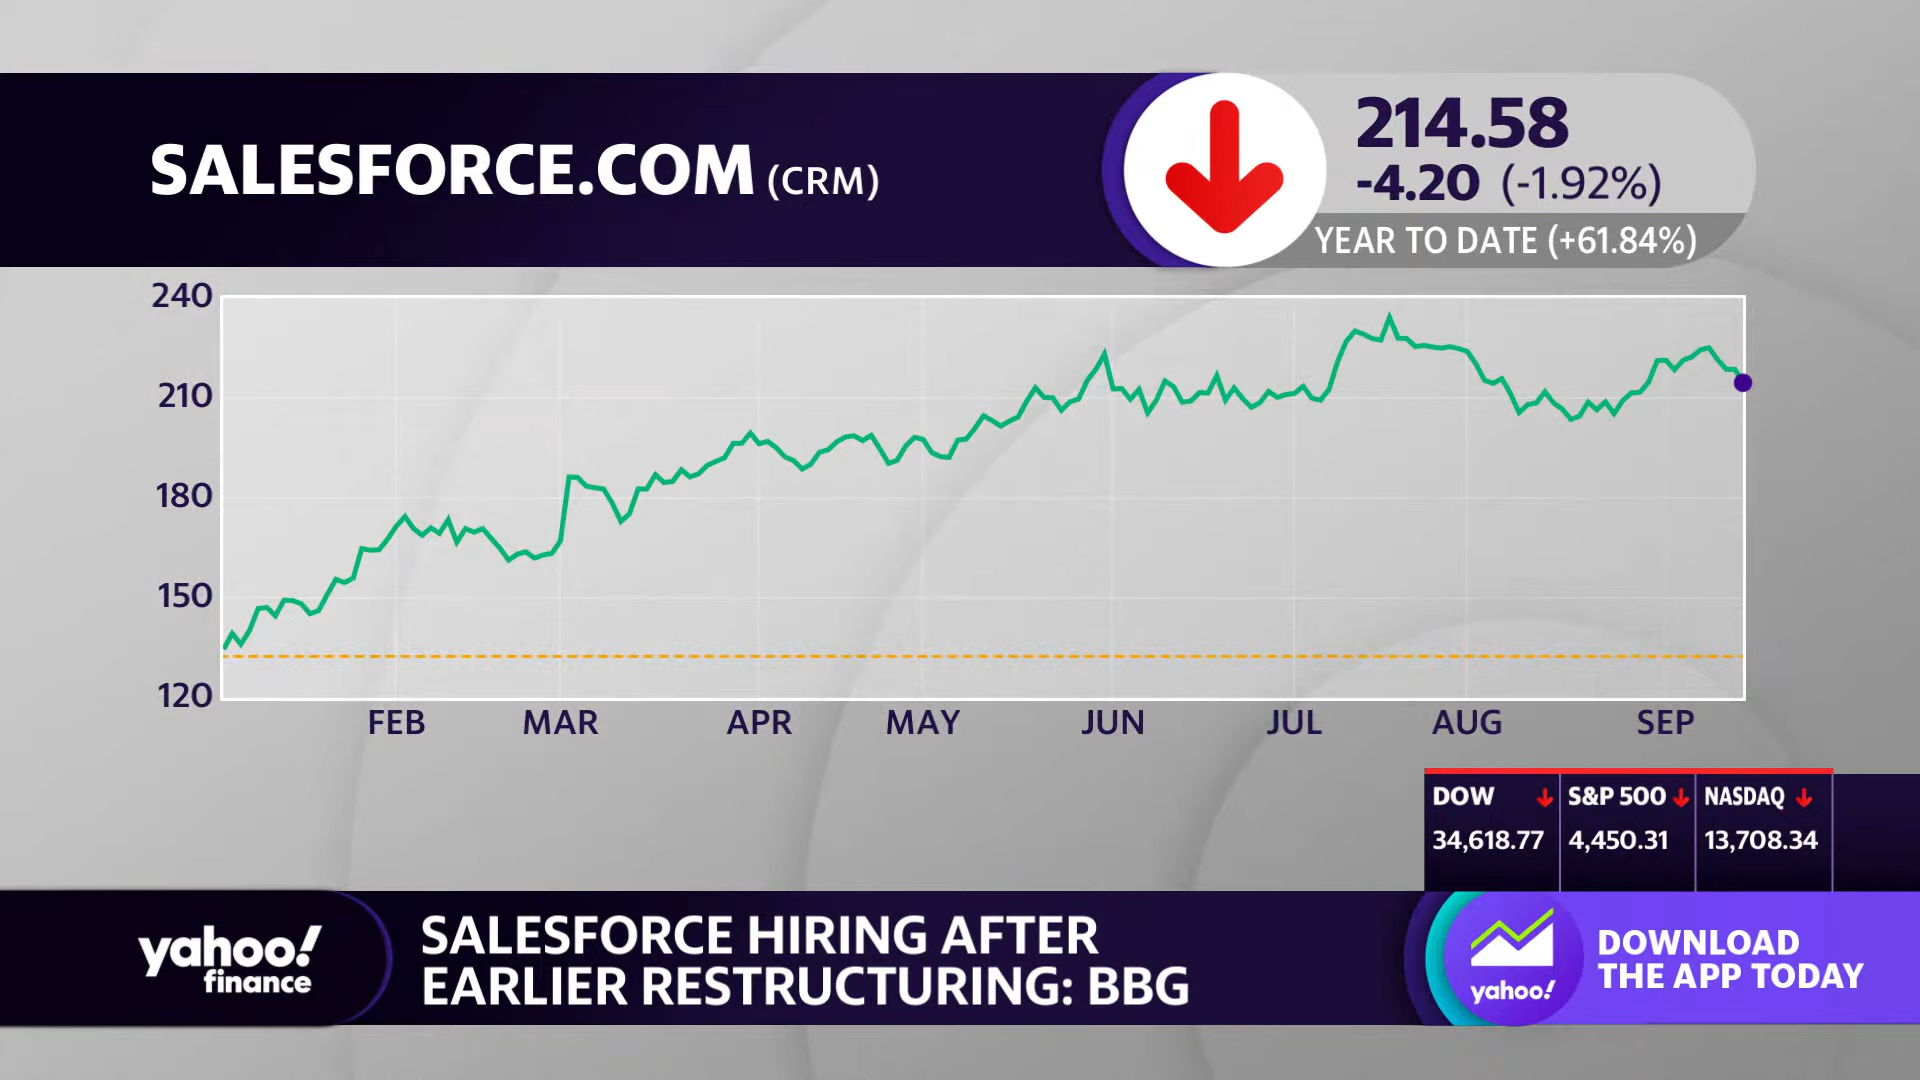 SALESFORCE.COM (CRM)
214.58
-4.20 (-1.92%)
YEAR TO DATE (+61.84%)
240
210
180
150
120
FEB MAR APR MAY JUN JUL AUG SEP
DOW S&P 500 NASDAQ
34,618.77 4,450.31 13,708.34
yahoo!
finance
SALESFORCE HIRING AFTER
EARLIER RESTRUCTURING: BBG
yahoo!
DOWNLOAD
THE APP TODAY